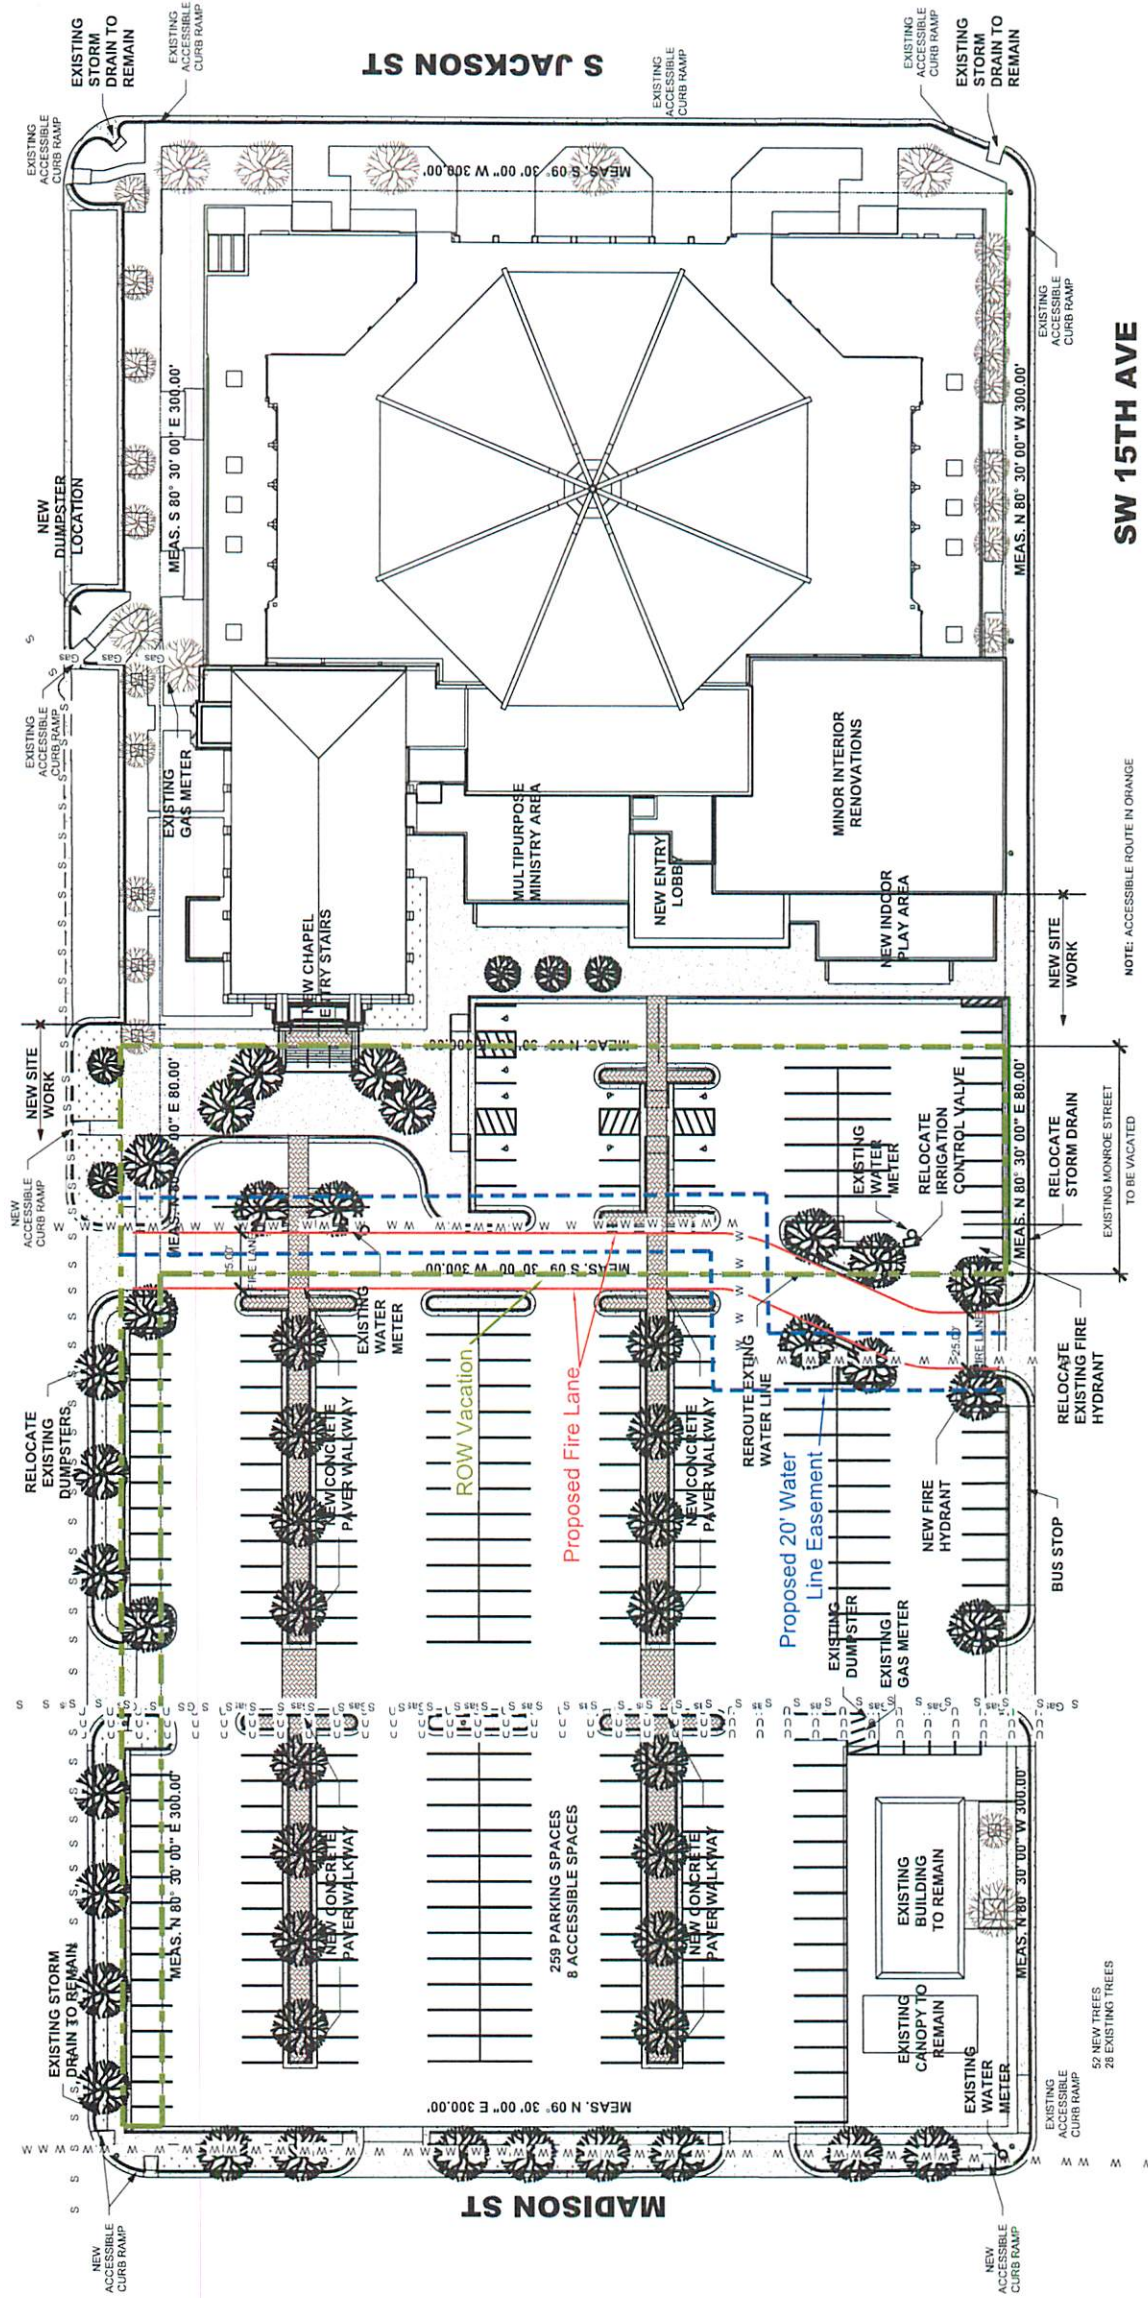 S JACKSON ST
SW 15TH AVE
MADISON ST
EXISTING
STORM
DRAIN TO
REMAIN
EXISTING
ACCESSIBLE
CURB RAMP
EXISTING
ACCESSIBLE
CURB RAMP
EXISTING
ACCESSIBLE
CURB RAMP
EXISTING
ACCESSIBLE
CURB RAMP
EXISTING
STORM
DRAIN TO
REMAIN
MEAS. S 09° 30' 00" W 300.00'
EXISTING
ACCESSIBLE
CURB RAMP
NEW
DUMPSTER
LOCATION
MEAS. S 80° 30' 00" E 300.00'
MEAS. N 80° 30' 00" W 300.00'
EXISTING
ACCESSIBLE
CURB RAMP
Gas
Gas
Gas
EXISTING
GAS METER
MULTIPURPOSE
MINISTRY AREA
MINOR INTERIOR
RENOVATIONS
NEW ENTRY
LOBBY
NEW INDOOR
PLAY AREA
NEW CHAPEL
ENTRY STAIRS
NEW SITE
WORK
NOTE: ACCESSIBLE ROUTE IN ORANGE
NEW SITE
WORK
NEW
ACCESSIBLE
CURB RAMP
EXISTING
WATER
METER
RELOCATE
IRRIGATION
CONTROL VALVE
MEAS. N 80° 30' 00" E 80.00'
RELOCATE
STORM DRAIN
EXISTING MONROE STREET
TO BE VACATED
25.00'
FIRE LANE
MEAS. S 09° 30' 00" W 300.00'
EXISTING
WATER
METER
REROUTE EXITING
WATER LINE
25.00'
FIRE LANE
RELOCATE
EXISTING FIRE
HYDRANT
RELOCATE
EXISTING
DUMPSTERS
NEW CONCRETE
PAVER WALKWAY
ROW Vacation
Proposed Fire Lane
NEW CONCRETE
PAVER WALKWAY
Proposed 20' Water
Line Easement
NEW FIRE
HYDRANT
BUS STOP
EXISTING
DUMPSTER
EXISTING
GAS METER
MEAS. N 80° 30' 00" E 300.00'
NEW CONCRETE
PAVER WALKWAY
259 PARKING SPACES
8 ACCESSIBLE SPACES
NEW CONCRETE
PAVER WALKWAY
EXISTING
BUILDING
TO REMAIN
MEAS. N 80° 30' 00" W 300.00'
EXISTING STORM
DRAIN TO REMAIN
EXISTING
CANOPY TO
REMAIN
EXISTING
WATER
METER
52 NEW TREES
28 EXISTING TREES
MEAS. N 09° 30' 00" E 300.00'
EXISTING
ACCESSIBLE
CURB RAMP
NEW
ACCESSIBLE
CURB RAMP
NEW
ACCESSIBLE
CURB RAMP